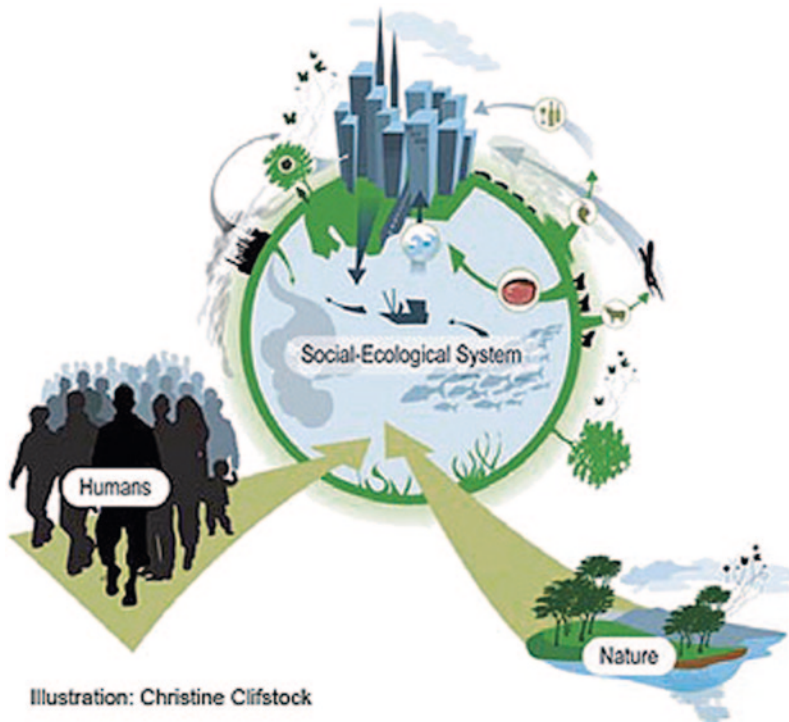 Social-Ecological System
Humans
Nature
Illustration: Christine Clifstock